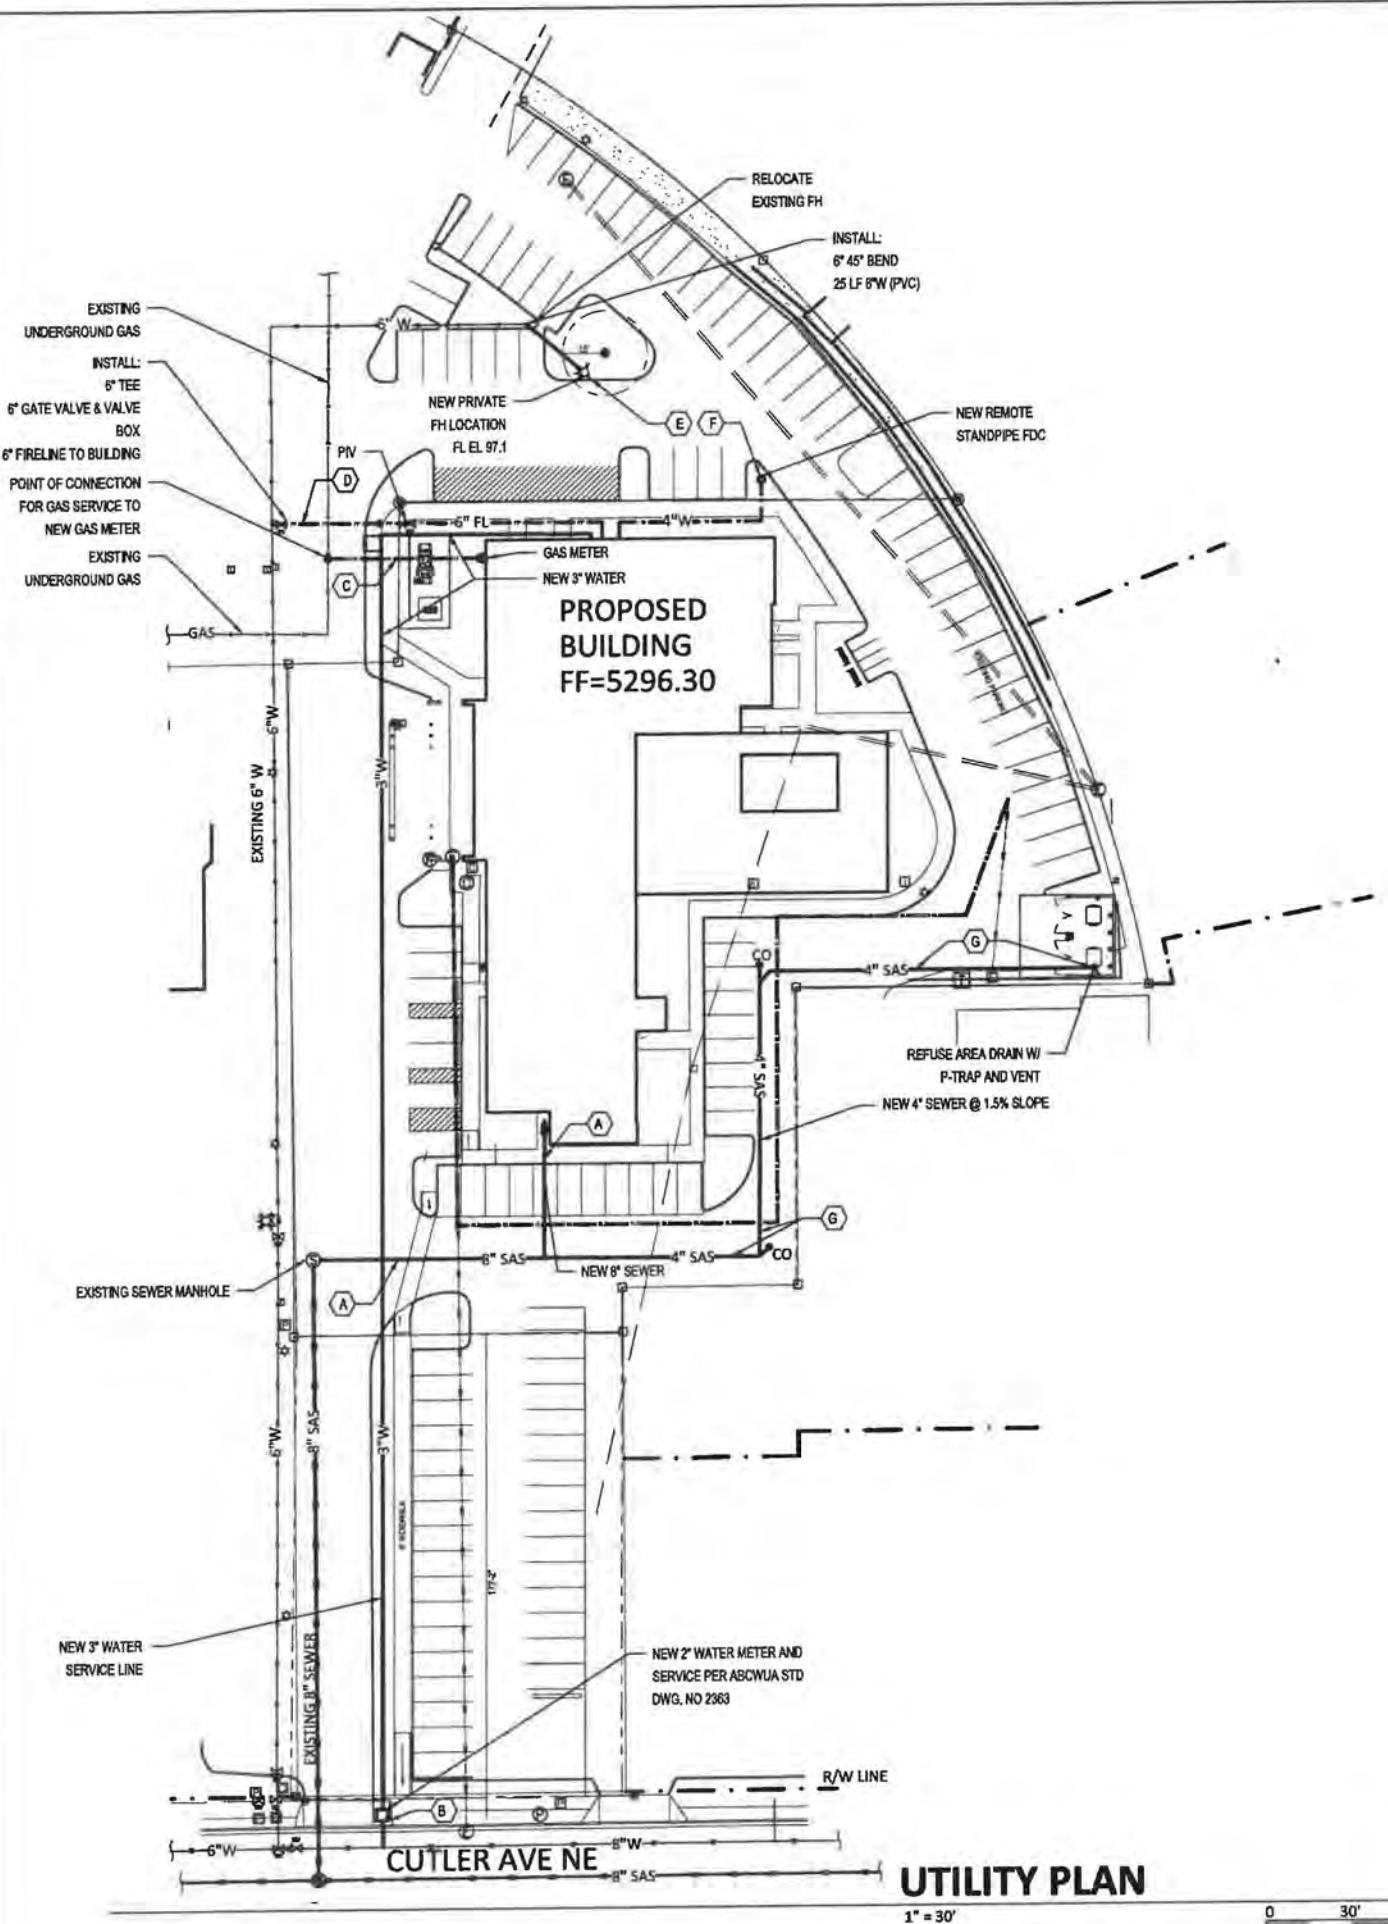 RELOCATE
EXISTING FH
INSTALL:
6" 45° BEND
25 LF 6"W (PVC)
EXISTING
UNDERGROUND GAS
INSTALL:
6" TEE
6" GATE VALVE & VALVE
BOX
6" FIRELINE TO BUILDING
POINT OF CONNECTION
FOR GAS SERVICE TO
NEW GAS METER
EXISTING
UNDERGROUND GAS
6" W
NEW PRIVATE
FH LOCATION
FL EL 97.1
E
F
NEW REMOTE
STANDPIPE FDC
PIV
D
6" FL
4"W
GAS METER
NEW 3" WATER
C
GAS
PROPOSED
BUILDING
FF=5296.30
6"W
EXISTING 6" W
3"W
CO
4" SAS
G
4" SAS
REFUSE AREA DRAIN W/
P-TRAP AND VENT
NEW 4" SEWER @ 1.5% SLOPE
A
G
8" SAS
4" SAS
CO
NEW 8" SEWER
S
EXISTING SEWER MANHOLE
A
6"W
8" SAS
3"W
177'-2"
NEW 3" WATER
SERVICE LINE
EXISTING 8" SEWER
NEW 2" WATER METER AND
SERVICE PER ABCWUA STD
DWG. NO 2363
R/W LINE
B
P
6"W
8"W
CUTLER AVE NE
8" SAS
UTILITY PLAN
1" = 30'
0 30'